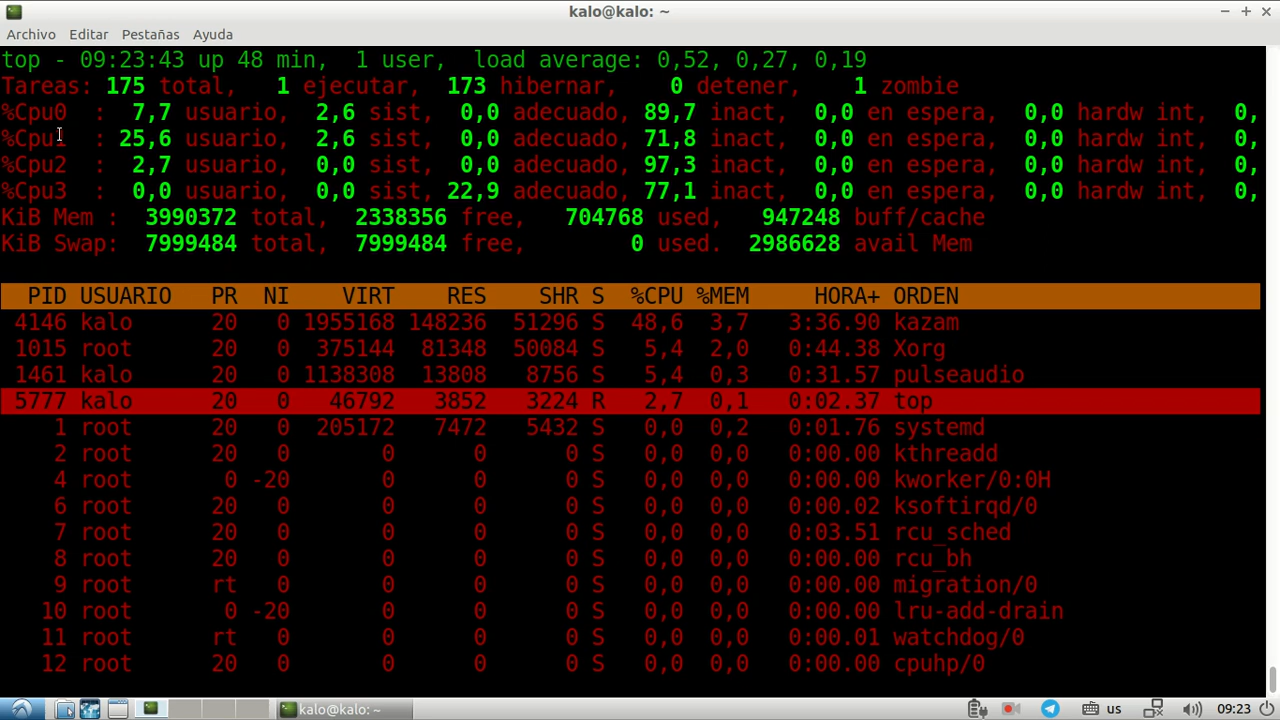 kalo@kalo: ~
Archivo Editar Pestañas Ayuda
top - 09:23:43 up 48 min,  1 user,  load average: 0,52, 0,27, 0,19
Tareas: 175 total,   1 ejecutar, 173 hibernar,   0 detener,   1 zombie
%Cpu0  :  7,7 usuario,  2,6 sist,  0,0 adecuado, 89,7 inact,  0,0 en espera,  0,0 hardw int,  0,
%Cpu1  : 25,6 usuario,  2,6 sist,  0,0 adecuado, 71,8 inact,  0,0 en espera,  0,0 hardw int,  0,
%Cpu2  :  2,7 usuario,  0,0 sist,  0,0 adecuado, 97,3 inact,  0,0 en espera,  0,0 hardw int,  0,
%Cpu3  :  0,0 usuario,  0,0 sist, 22,9 adecuado, 77,1 inact,  0,0 en espera,  0,0 hardw int,  0,
KiB Mem :  3990372 total,  2338356 free,   704768 used,   947248 buff/cache
KiB Swap:  7999484 total,  7999484 free,        0 used.  2986628 avail Mem
PID USUARIO   PR  NI    VIRT    RES    SHR S  %CPU %MEM     HORA+ ORDEN
4146 kalo      20   0 1955168 148236  51296 S  48,6  3,7   3:36.90 kazam
1015 root      20   0  375144  81348  50084 S   5,4  2,0   0:44.38 Xorg
1461 kalo      20   0 1138308  13808   8756 S   5,4  0,3   0:31.57 pulseaudio
5777 kalo      20   0   46792   3852   3224 R   2,7  0,1   0:02.37 top
1 root      20   0  205172   7472   5432 S   0,0  0,2   0:01.76 systemd
2 root      20   0       0      0      0 S   0,0  0,0   0:00.00 kthreadd
4 root       0 -20       0      0      0 S   0,0  0,0   0:00.00 kworker/0:0H
6 root      20   0       0      0      0 S   0,0  0,0   0:00.02 ksoftirqd/0
7 root      20   0       0      0      0 S   0,0  0,0   0:03.51 rcu_sched
8 root      20   0       0      0      0 S   0,0  0,0   0:00.00 rcu_bh
9 root      rt   0       0      0      0 S   0,0  0,0   0:00.00 migration/0
10 root       0 -20       0      0      0 S   0,0  0,0   0:00.00 lru-add-drain
11 root      rt   0       0      0      0 S   0,0  0,0   0:00.01 watchdog/0
12 root      20   0       0      0      0 S   0,0  0,0   0:00.00 cpuhp/0
kalo@kalo: ~ us 09:23